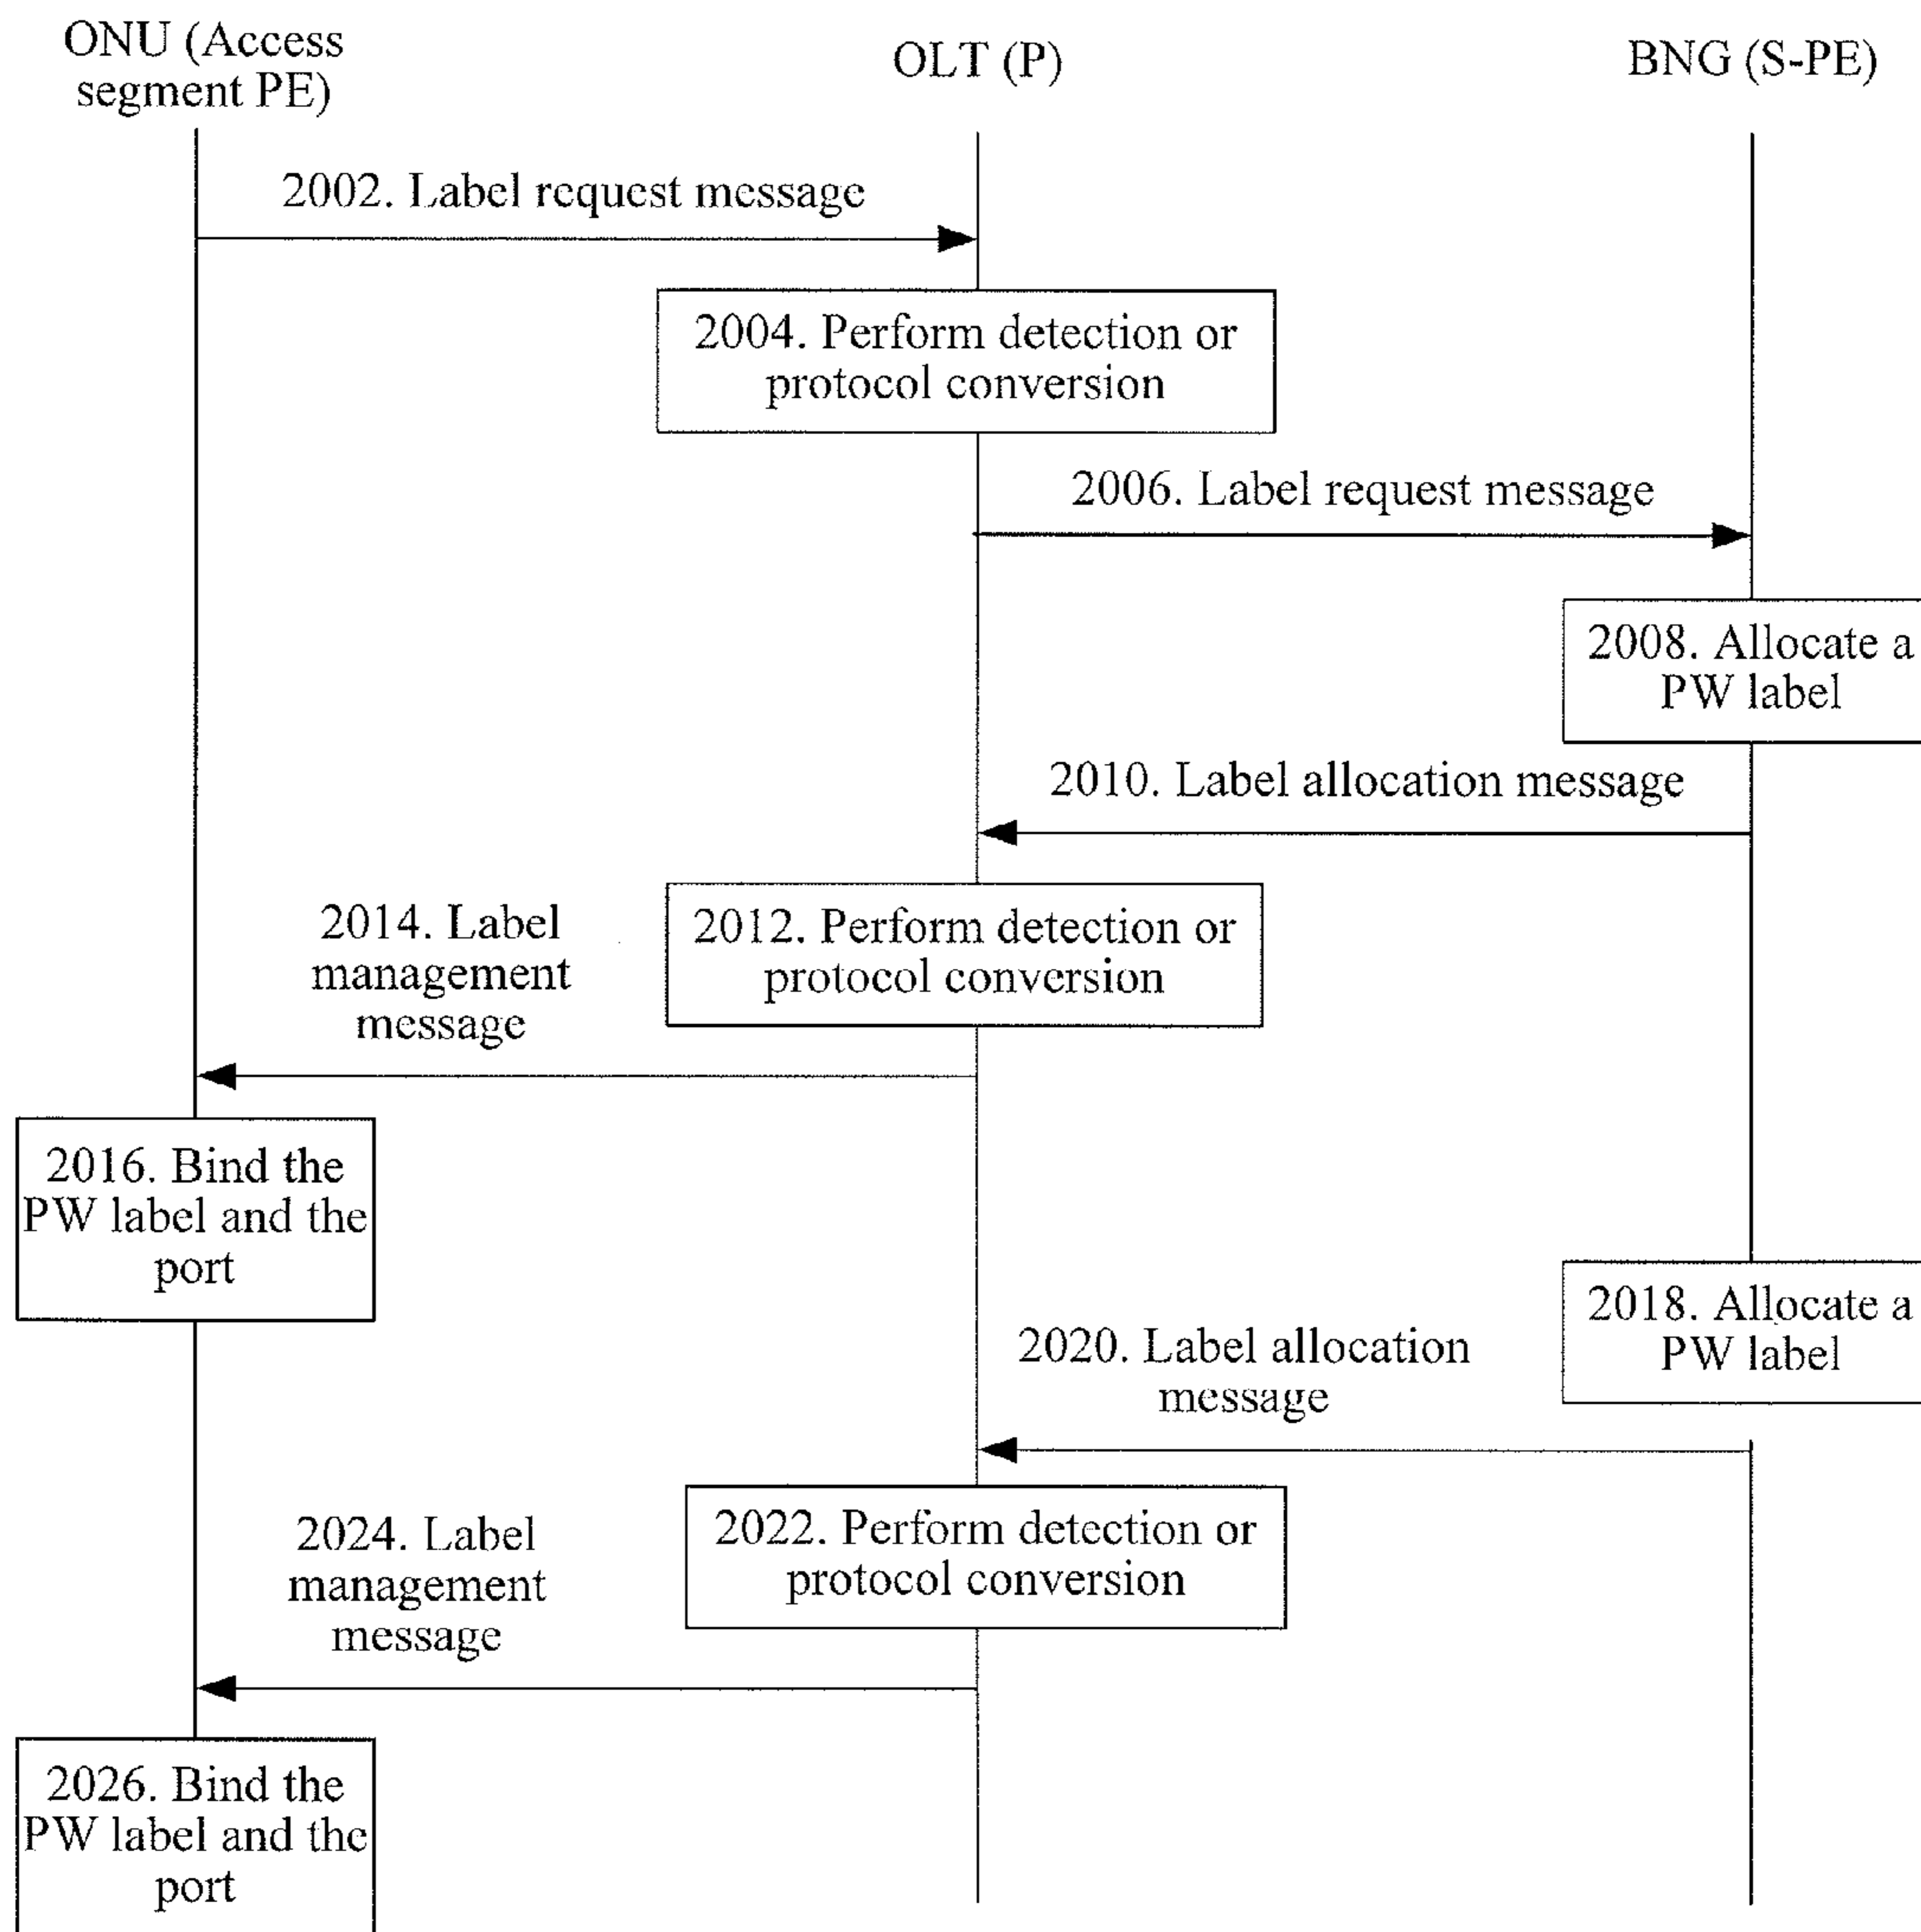 ONU (Access
segment PE)
OLT (P)
BNG (S-PE)
2002. Label request message
2004. Perform detection or
protocol conversion
2006. Label request message
2008. Allocate a
PW label
2010. Label allocation message
2014. Label
management
message
2012. Perform detection or
protocol conversion
2016. Bind the
PW label and the
port
2018. Allocate a
PW label
2020. Label allocation
message
2022. Perform detection or
protocol conversion
2024. Label
management
message
2026. Bind the
PW label and the
port